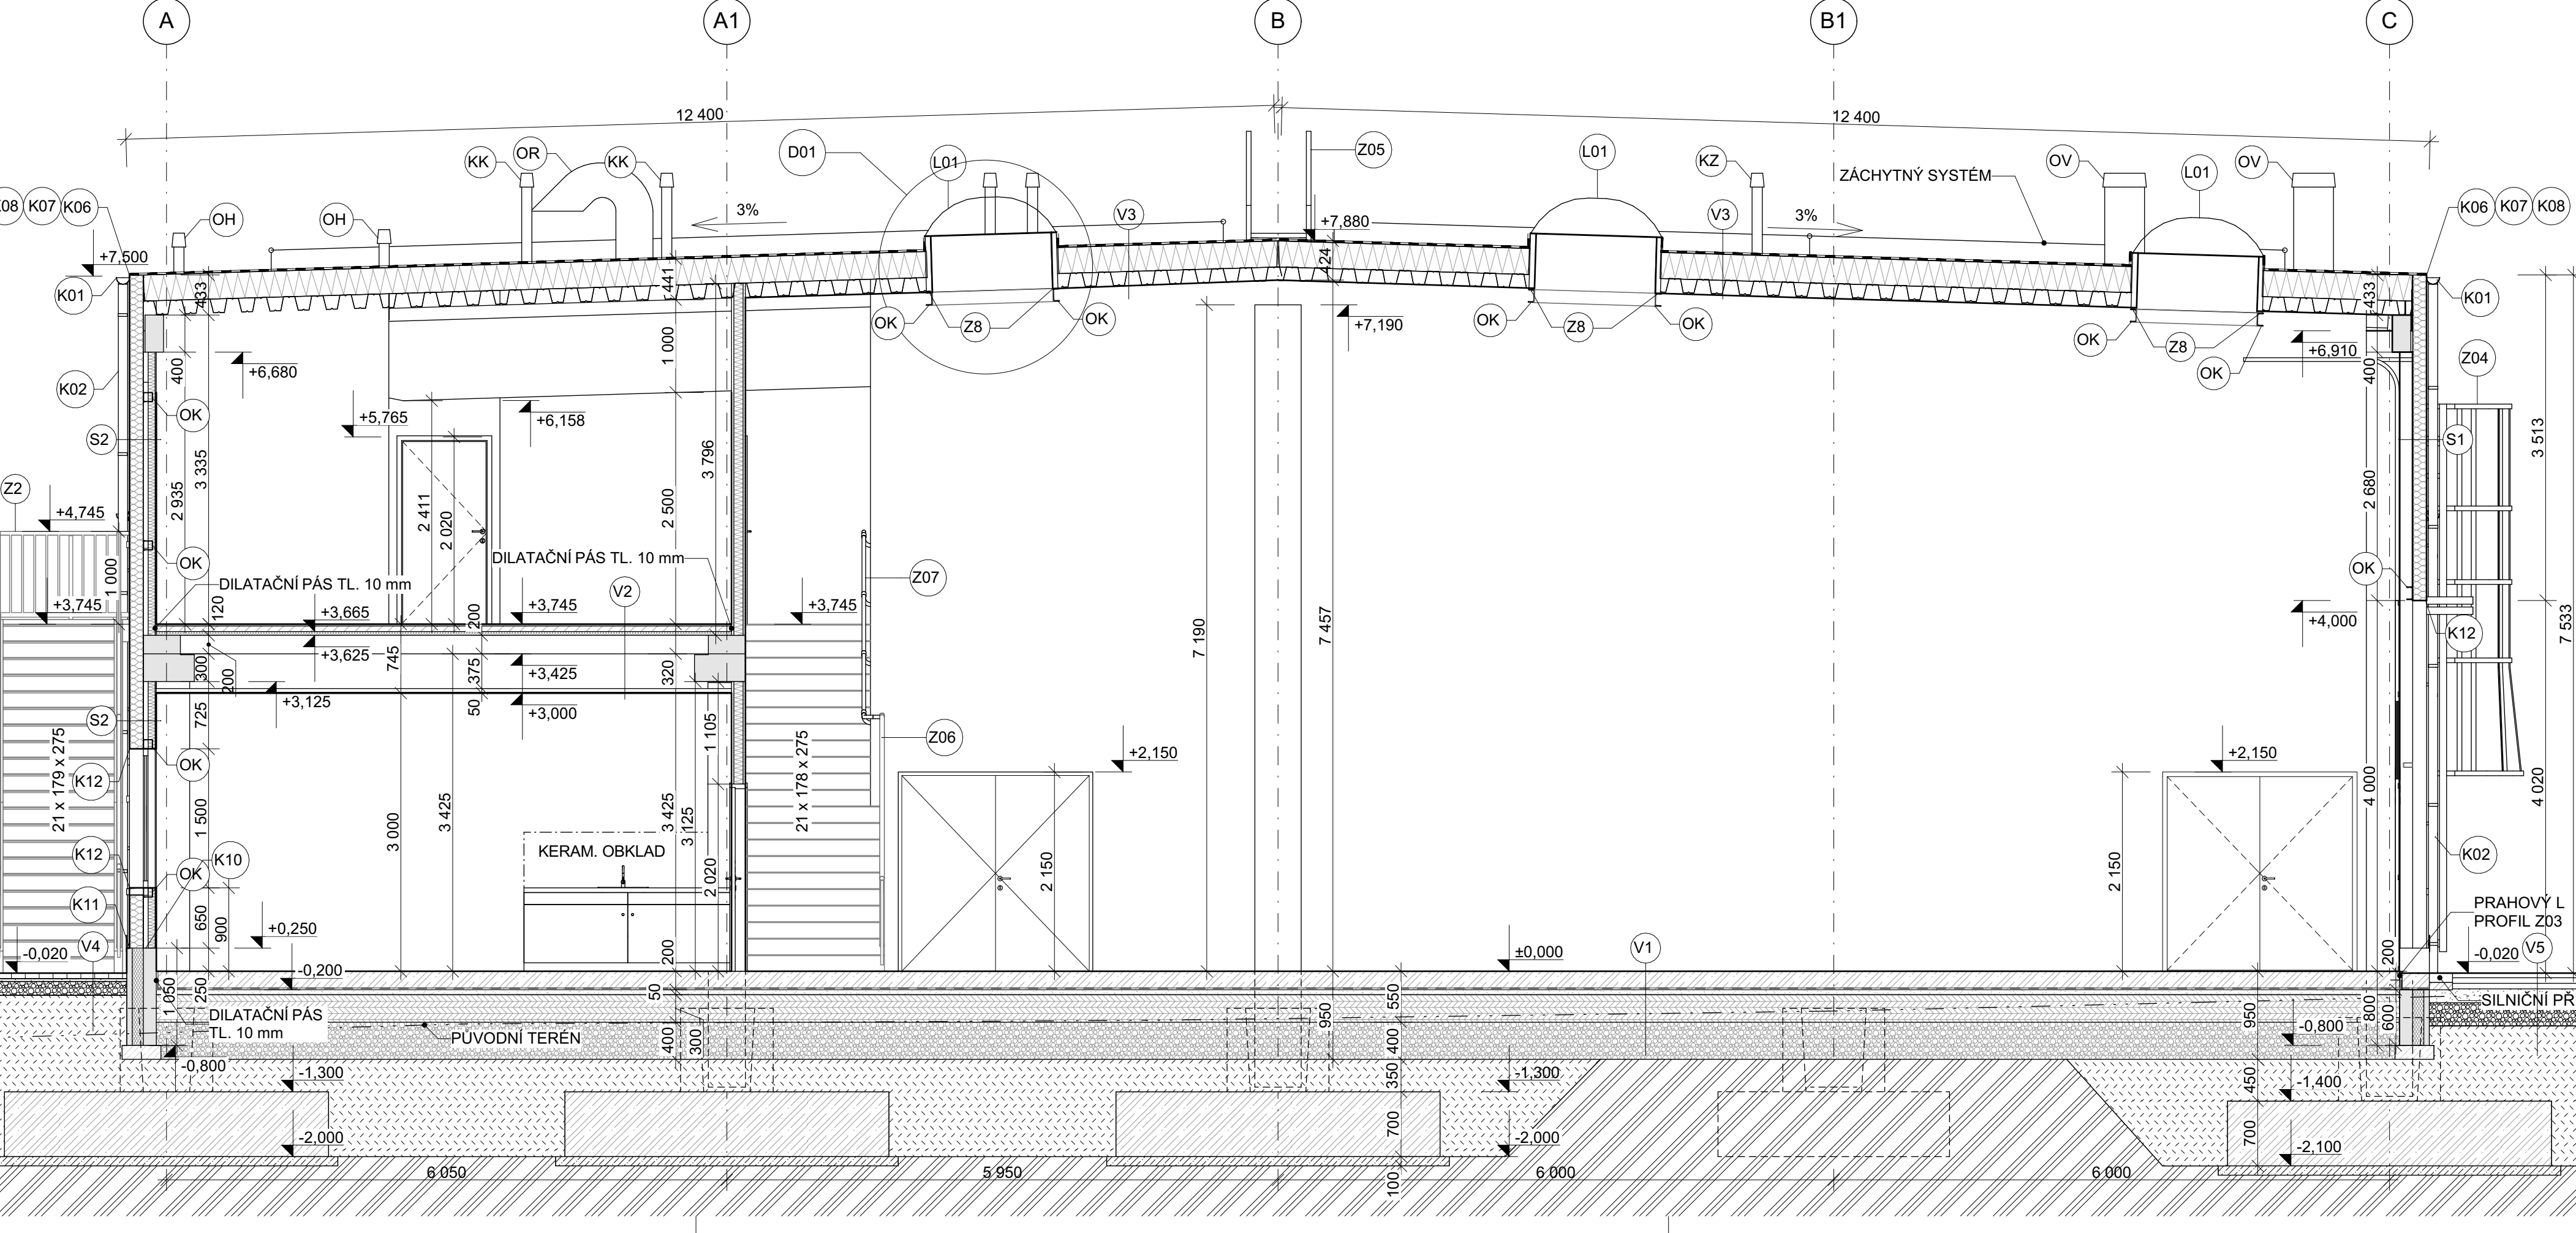 A
A1
B
B1
C
12 400
12 400
KK
OR
KK
D01
L01
Z05
L01
KZ
ZÁCHYTNÝ SYSTÉM
OV
L01
OV
K08
K07
K06
OH
OH
3%
V3
+7,880
V3
3%
K06
K07
K08
+7,500
K01
433
441
424
433
K01
OK
Z8
OK
+7,190
OK
Z8
OK
OK
Z8
OK
+6,910
Z04
400
+6,680
1 000
400
K02
OK
+5,765
+6,158
S2
3 335
2 935
2 411
2 020
2 500
3 796
S1
3 513
2 680
Z2
+4,745
1 000
OK
DILATAČNÍ PÁS TL. 10 mm
DILATAČNÍ PÁS TL. 10 mm
V2
Z07
OK
+3,745
120
+3,665
200
+3,745
+3,745
+4,000
+3,625
745
375
+3,425
320
300
200
7 190
7 457
K12
7 533
+3,125
50
+3,000
S2
725
1 105
Z06
OK
+2,150
+2,150
K12
21 x 179 x 275
21 x 178 x 275
1 500
3 000
3 425
3 425
3 125
4 000
4 020
K12
OK
K10
KERAM. OBKLAD
2 020
2 150
2 150
K02
K11
650
900
PRAHOVÝ L
PROFIL Z03
V4
+0,250
200
±0,000
V1
200
-0,020
V5
-0,020
-0,200
1 050
250
50
550
SILNIČNÍ PŘ
DILATAČNÍ PÁS
TL. 10 mm
PŮVODNÍ TERÉN
400
300
950
400
950
-0,800
800
600
-0,800
-1,300
350
-1,300
450
-1,400
700
700
-2,000
-2,000
-2,100
6 050
5 950
100
6 000
6 000